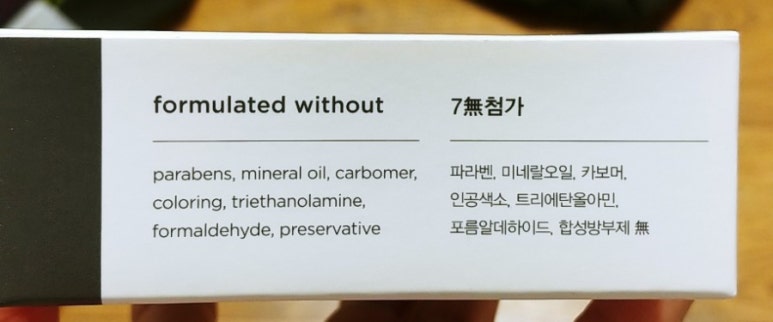 formulated without
parabens, mineral oil, carbomer,
coloring, triethanolamine,
formaldehyde, preservative
7無첨가
파라벤, 미네랄오일, 카보머,
인공색소, 트리에탄올아민,
포름알데하이드, 합성방부제 無